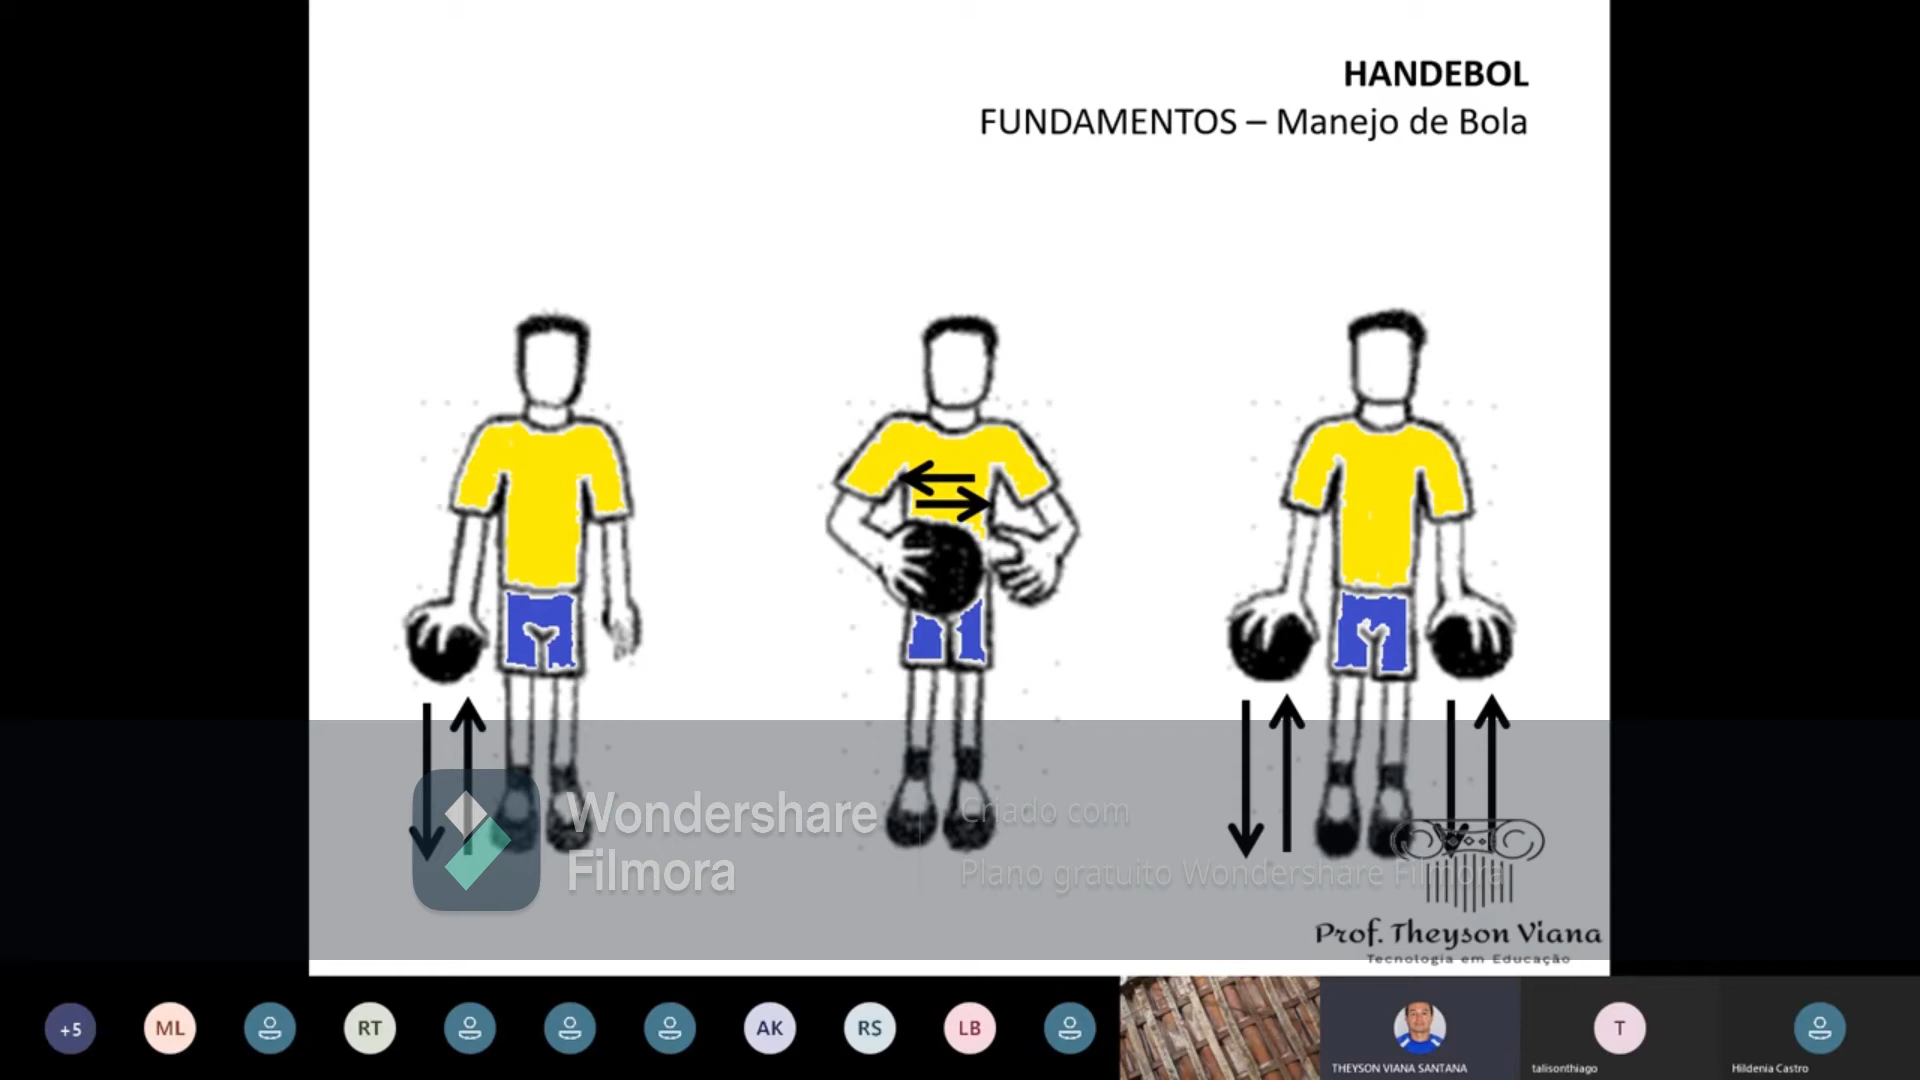 HANDEBOL
FUNDAMENTOS – Manejo de Bola
Wondershare
Filmora
Criado com
Plano gratuito Wondershare Filmora
Prof. Theyson Viana
Tecnologia em Educação
+5
ML
RT
AK
RS
LB
THEYSON VIANA SANTANA
T
talisonthiago
Hildenia Castro